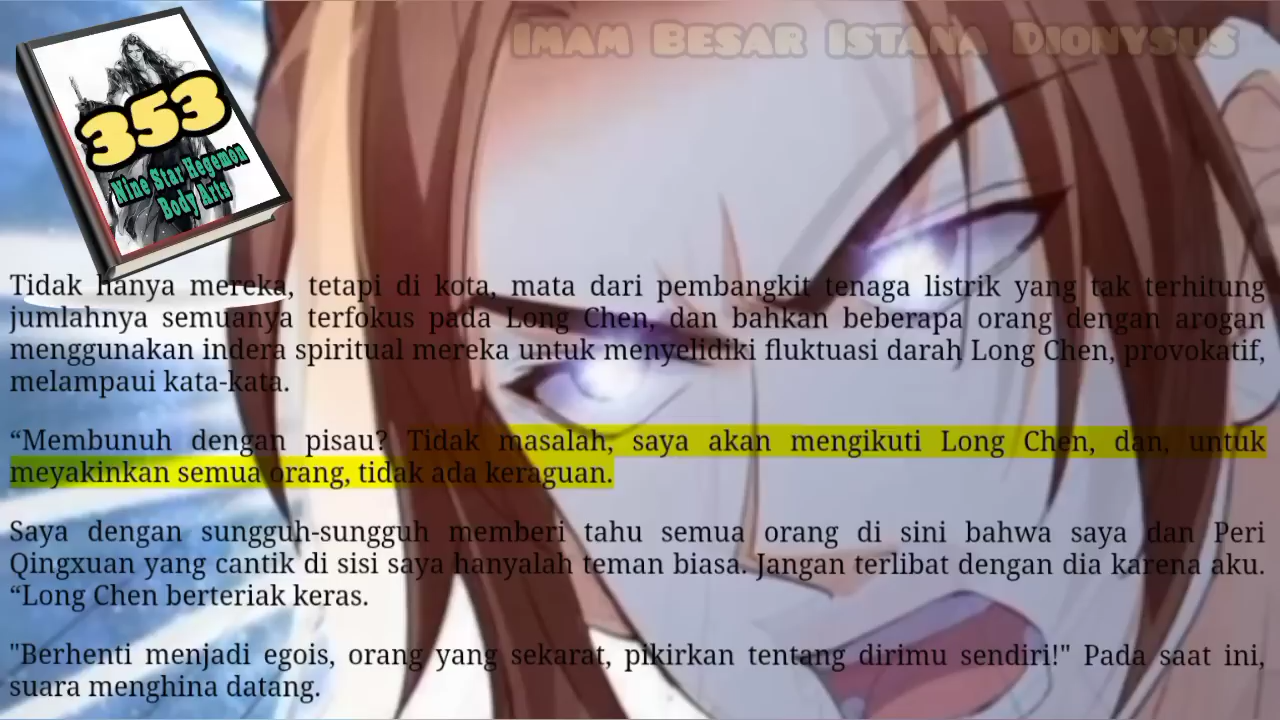 Imam Besar Istana Dionysus
353
Nine Star Hegemon
Body Arts
Tidak hanya mereka, tetapi di kota, mata dari pembangkit tenaga listrik yang tak terhitung
jumlahnya semuanya terfokus pada Long Chen, dan bahkan beberapa orang dengan arogan
menggunakan indera spiritual mereka untuk menyelidiki fluktuasi darah Long Chen, provokatif,
melampaui kata-kata.
“Membunuh dengan pisau? Tidak masalah, saya akan mengikuti Long Chen, dan, untuk
meyakinkan semua orang, tidak ada keraguan.
Saya dengan sungguh-sungguh memberi tahu semua orang di sini bahwa saya dan Peri
Qingxuan yang cantik di sisi saya hanyalah teman biasa. Jangan terlibat dengan dia karena aku.
“Long Chen berteriak keras.
"Berhenti menjadi egois, orang yang sekarat, pikirkan tentang dirimu sendiri!" Pada saat ini,
suara menghina datang.